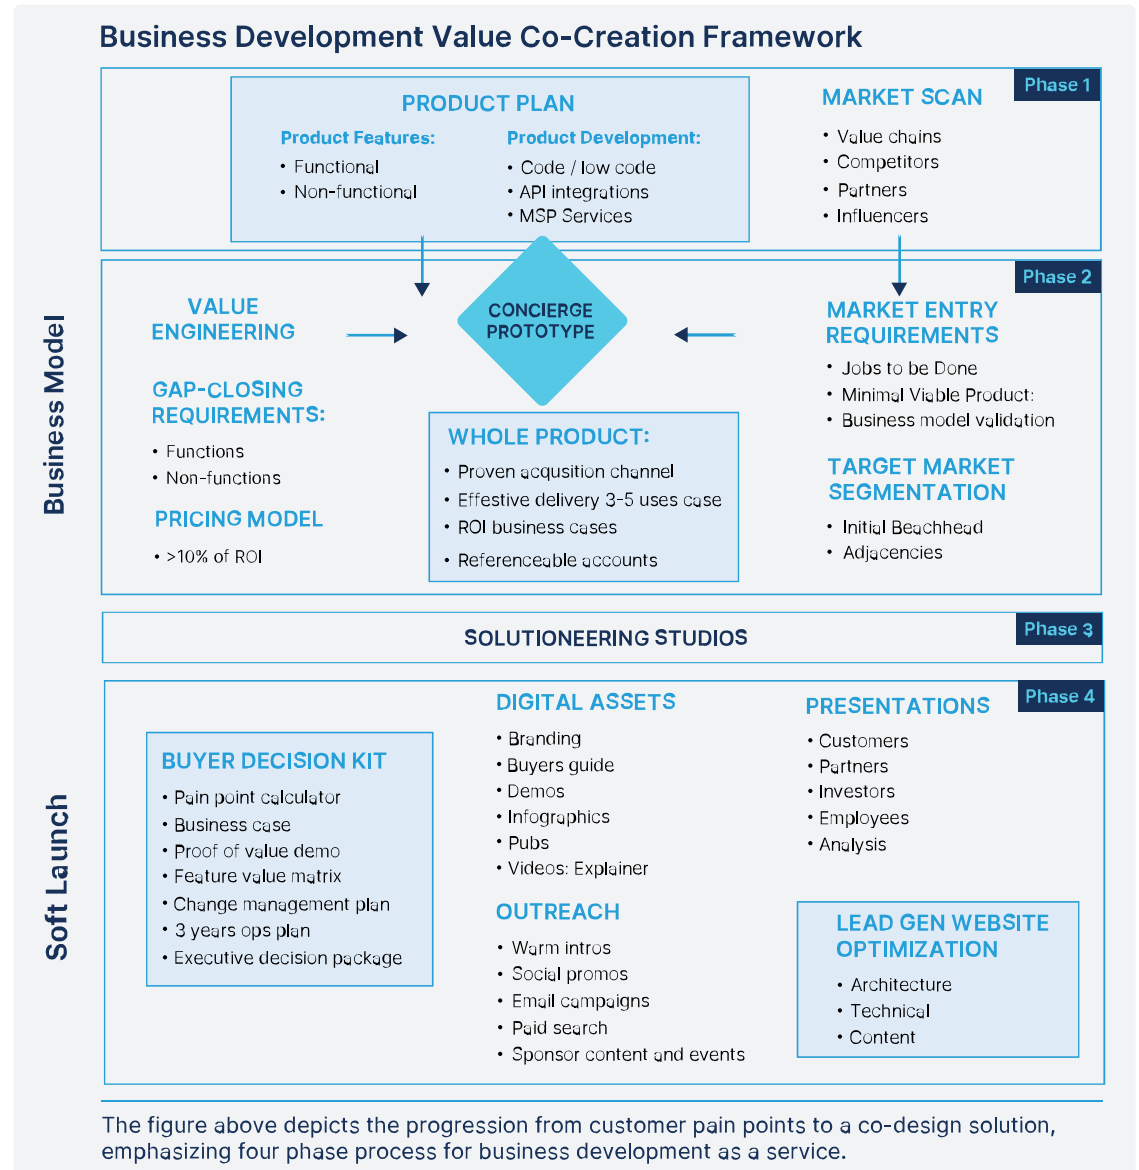 Business Development Value Co-Creation Framework
Phase 1
PRODUCT PLAN
Product Features:
• Functional
• Non-functional
Product Development:
• Code / low code
• API integrations
• MSP Services
MARKET SCAN
• Value chains
• Competitors
• Partners
• Influencers
Business Model
Phase 2
VALUE
ENGINEERING
GAP-CLOSING
REQUIREMENTS:
• Functions
• Non-functions
PRICING MODEL
• >10% of ROI
CONCIERGE
PROTOTYPE
WHOLE PRODUCT:
• Proven acqusition channel
• Effestive delivery 3-5 uses case
• ROI business cases
• Referenceable accounts
MARKET ENTRY
REQUIREMENTS
• Jobs to be Done
• Minimal Viable Product:
• Business model validation
TARGET MARKET
SEGMENTATION
• Initial Beachhead
• Adjacencies
SOLUTIONEERING STUDIOS
Phase 3
Soft Launch
Phase 4
BUYER DECISION KIT
• Pain point calculator
• Business case
• Proof of value demo
• Feature value matrix
• Change management plan
• 3 years ops plan
• Executive decision package
DIGITAL ASSETS
• Branding
• Buyers guide
• Demos
• Infographics
• Pubs
• Videos: Explainer
OUTREACH
• Warm intros
• Social promos
• Email campaigns
• Paid search
• Sponsor content and events
PRESENTATIONS
• Customers
• Partners
• Investors
• Employees
• Analysis
LEAD GEN WEBSITE
OPTIMIZATION
• Architecture
• Technical
• Content
The figure above depicts the progression from customer pain points to a co-design solution,
emphasizing four phase process for business development as a service.